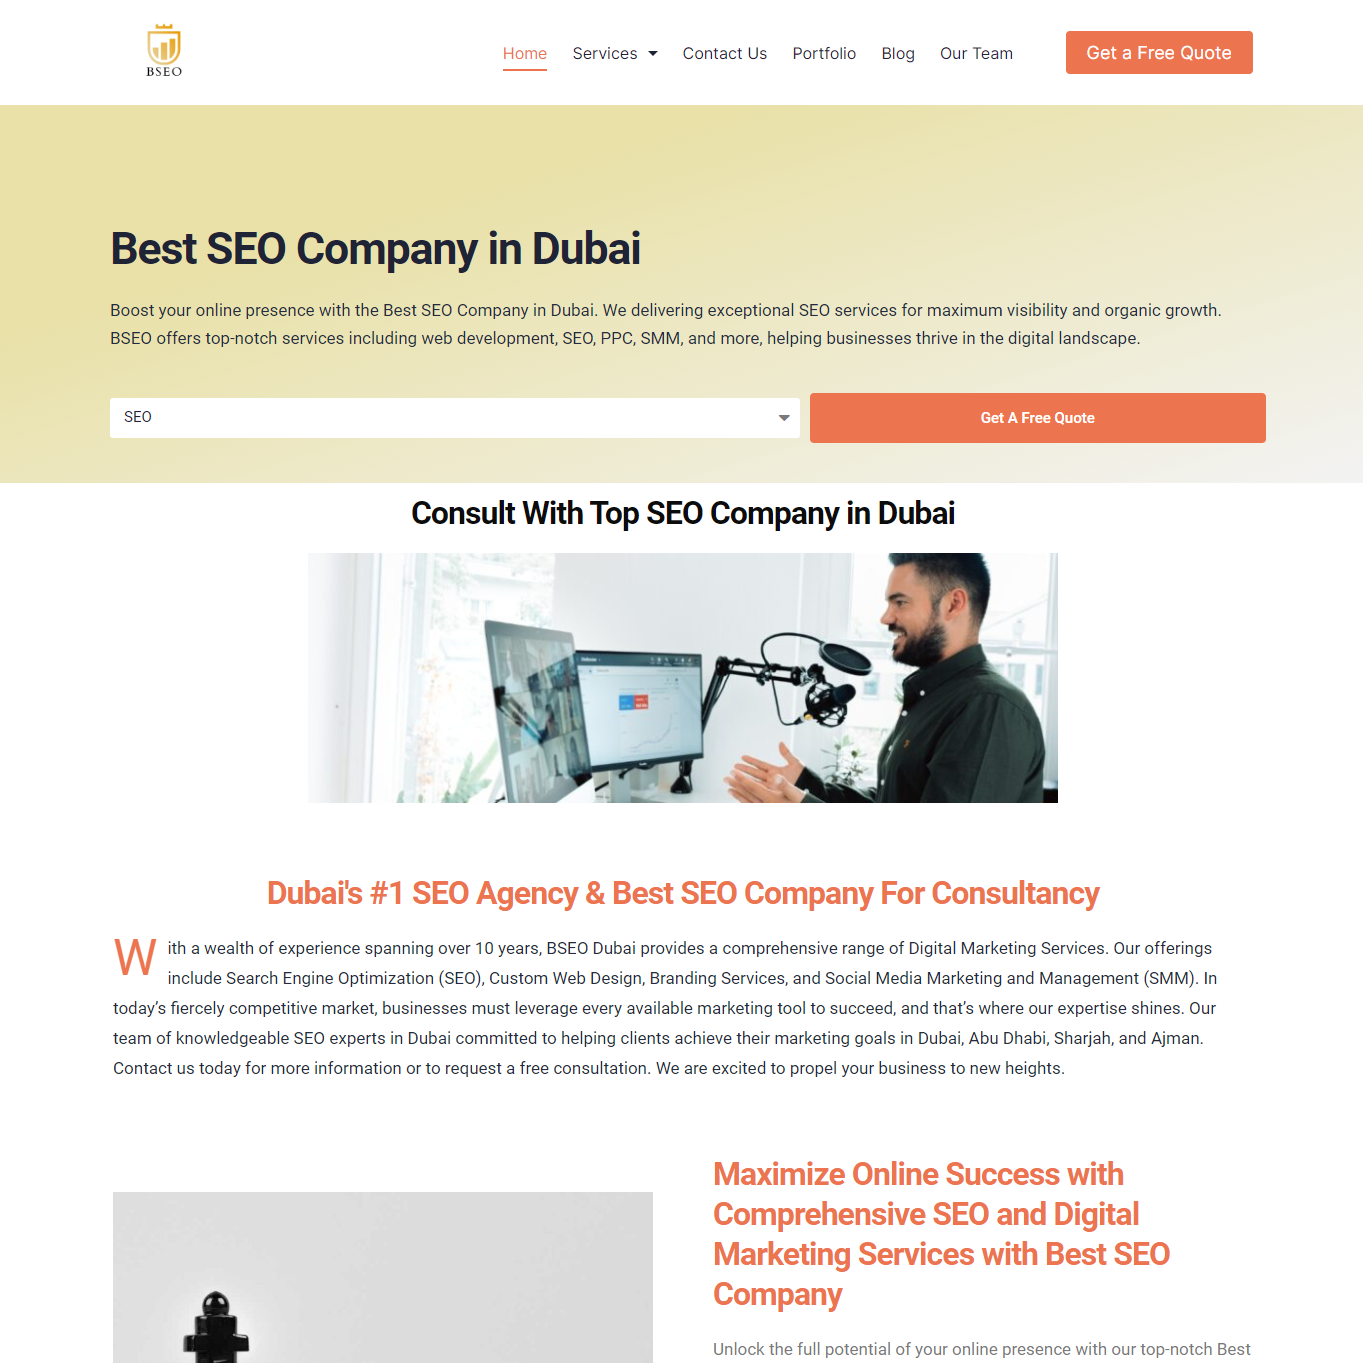 BSEO
Home
Services
Contact Us
Portfolio
Blog
Our Team
Get a Free Quote
Best SEO Company in Dubai
Boost your online presence with the Best SEO Company in Dubai. We delivering exceptional SEO services for maximum visibility and organic growth.
BSEO offers top-notch services including web development, SEO, PPC, SMM, and more, helping businesses thrive in the digital landscape.
SEO
Get A Free Quote
Consult With Top SEO Company in Dubai
Dubai's #1 SEO Agency & Best SEO Company For Consultancy
With a wealth of experience spanning over 10 years, BSEO Dubai provides a comprehensive range of Digital Marketing Services. Our offerings
include Search Engine Optimization (SEO), Custom Web Design, Branding Services, and Social Media Marketing and Management (SMM). In
today’s fiercely competitive market, businesses must leverage every available marketing tool to succeed, and that’s where our expertise shines. Our
team of knowledgeable SEO experts in Dubai committed to helping clients achieve their marketing goals in Dubai, Abu Dhabi, Sharjah, and Ajman.
Contact us today for more information or to request a free consultation. We are excited to propel your business to new heights.
Maximize Online Success with
Comprehensive SEO and Digital
Marketing Services with Best SEO
Company
Unlock the full potential of your online presence with our top-notch Best